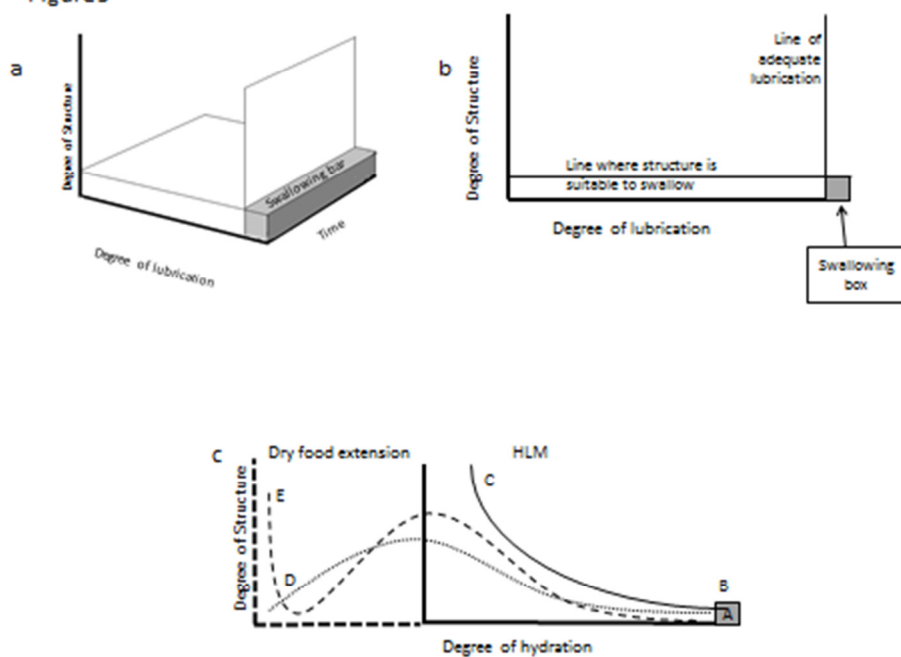 Figures
a
Degree of Structure
Swallowing bar
Time
Degree of lubrication
b
Degree of Structure
Line of
adequate
lubrication
Line where structure is
suitable to swallow
Degree of lubrication
Swallowing
box
c
Dry food extension
HLM
Degree of Structure
E
D
C
B
A
Degree of hydration